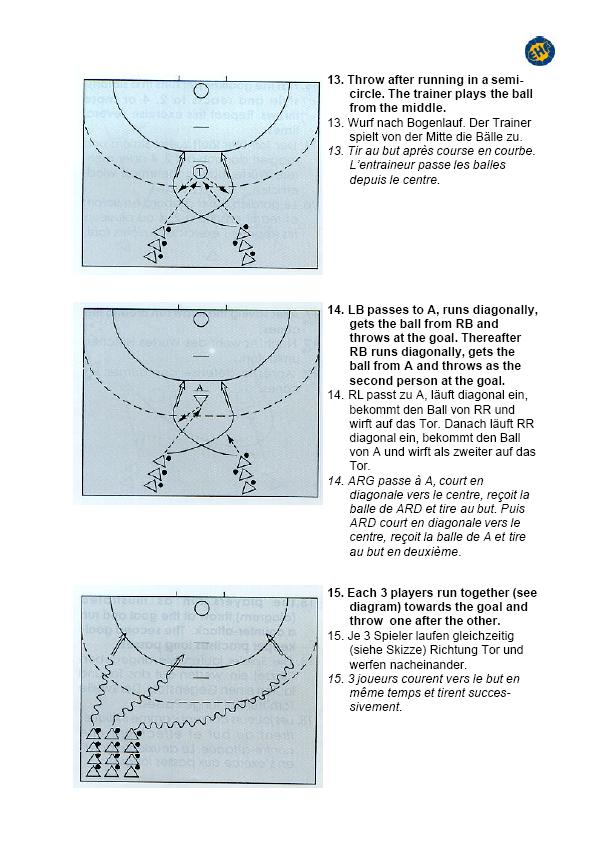 EHF
13. Throw after running in a semi-
circle. The trainer plays the ball
from the middle.
13. Wurf nach Bogenlauf. Der Trainer
spielt von der Mitte die Bälle zu.
13. Tir au but après course en courbe.
L'entraineur passe les balles
depuis le centre.
T
14. LB passes to A, runs diagonally,
gets the ball from RB and
throws at the goal. Thereafter
RB runs diagonally, gets the
ball from A and throws as the
second person at the goal.
14. RL passt zu A, läuft diagonal ein,
bekommt den Ball von RR und
wirft auf das Tor. Danach läuft RR
diagonal ein, bekommt den Ball
von A und wirft als zweiter auf das
Tor.
14. ARG passe à A, court en
diagonale vers le centre, reçoit la
balle de ARD et tire au but. Puis
ARD court en diagonale vers le
centre, reçoit la balle de A et tire
au but en deuxième.
A
15. Each 3 players run together (see
diagram) towards the goal and
throw one after the other.
15. Je 3 Spieler laufen gleichzeitig
(siehe Skizze) Richtung Tor und
werfen nacheinander.
15. 3 joueurs courent vers le but en
même temps et tirent succes-
sivement.